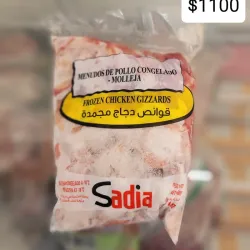 $1100
MENUDOS DE POLLO CONGELADO
- MOLLEJA
FROZEN CHICKEN GIZZARDS
قوانص دجاج مجمدة
Sadia